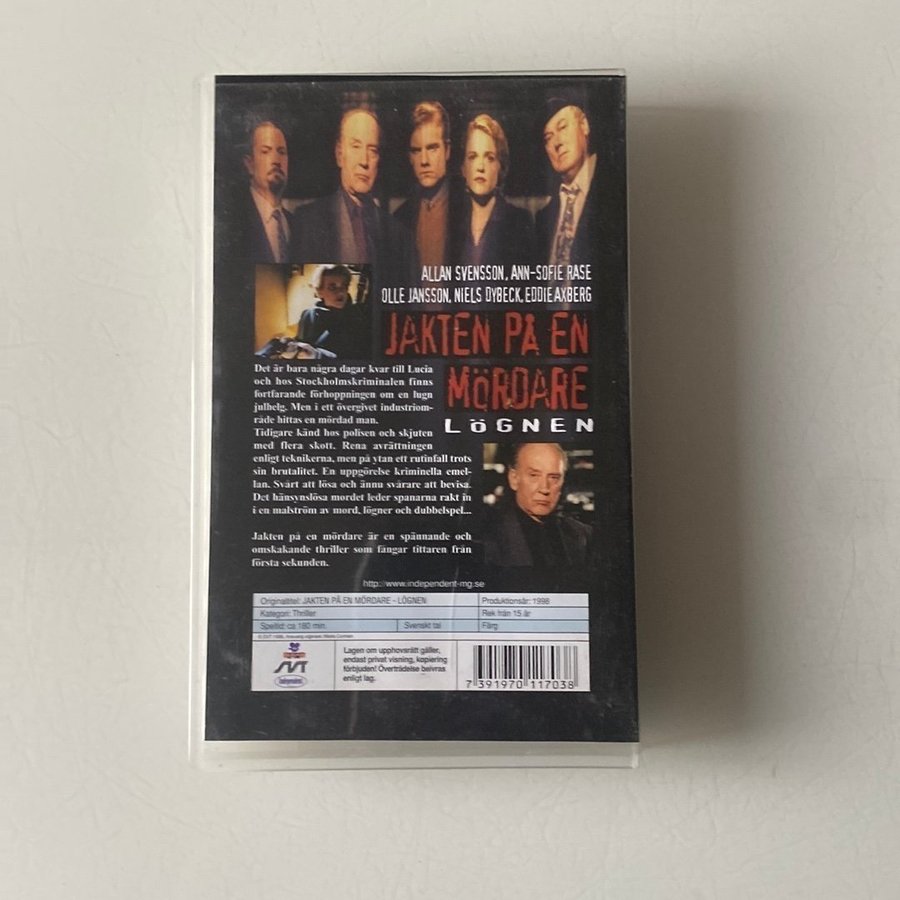 ALLAN SVENSSON, ANN-SOFIE RASE
OLLE JANSSON, NIELS DYBECK, EDDIE AXBERG
JAKTEN PÅ EN
MÖRDARE
LÖGNEN
Det är bara några dagar kvar till Lucia
och hos Stockholmskriminalen finns
fortfarande förhoppningen om en lugn
julhelg. Men i ett övergivet industriom-
råde hittas en mördad man.
Tidigare känd hos polisen och skjuten
med flera skott. Rena avrättningen
enligt teknikerna, men på ytan ett rutinfall trots
sin brutalitet. En uppgörelse kriminella emel-
lan. Svårt att lösa och ännu svårare att bevisa.
Det hänsynslösa mordet leder spanarna rakt in
i en malström av mord, lögner och dubbelspel...
Jakten på en mördare är en spännande och
omskakande thriller som fångar tittaren från
första sekunden.
http://www.independent-mg.se
Originaltitel: JAKTEN PÅ EN MÖRDARE - LÖGNEN
Produktionsår: 1998
Kategori: Thriller
Rek från 15 år
Speltid: ca 180 min.
Svenskt tal
Färg
SVT
Lagen om upphovsrätt gäller,
endast privat visning, kopiering
förbjuden! Överträdelse beivras
enligt lag.
7 391970 117038